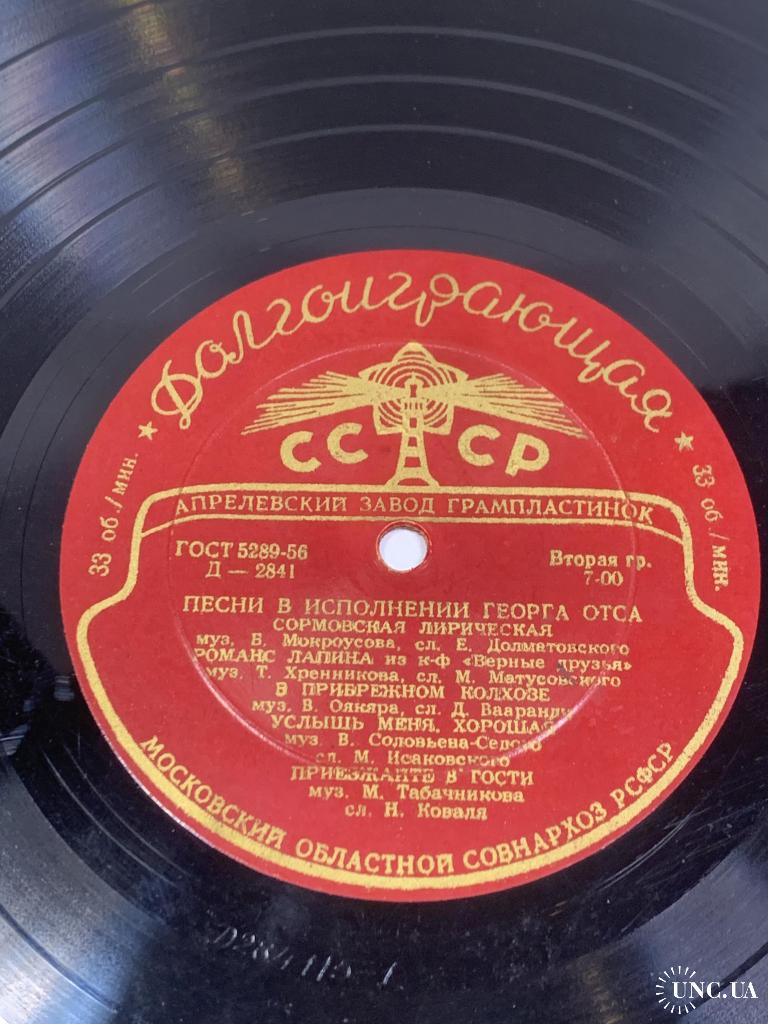 Долгоиграющая
СССР
33 об./мин.
33 об./мин.
АПРЕЛЕВСКИЙ ЗАВОД ГРАМПЛАСТИНОК
ГОСТ 5289-56
Вторая гр.
Д — 2841
7-00
ПЕСНИ В ИСПОЛНЕНИИ ГЕОРГА ОТСА
СОРМОВСКАЯ ЛИРИЧЕСКАЯ
муз. Б. Мокроусова, сл. Е. Долматовского
РОМАНС ЛАПИНА из к-ф «Верные друзья»
муз. Т. Хренникова, сл. М. Матусовского
В ПРИБРЕЖНОМ КОЛХОЗЕ
муз. В. Оякяра, сл. Д. Вааранди
УСЛЫШЬ МЕНЯ, ХОРОШАЯ
муз. В. Соловьева-Седого
сл. М. Исаковского
ПРИЕЗЖАЙТЕ В ГОСТИ
муз. М. Табачникова
сл. Н. Коваля
МОСКОВСКИЙ ОБЛАСТНОЙ СОВНАРХОЗ РСФСР
UNC.UA